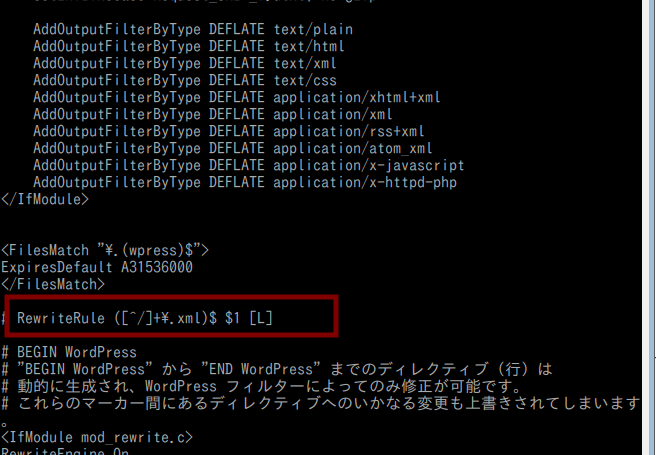 AddOutputFilterByType DEFLATE text/plain
AddOutputFilterByType DEFLATE text/html
AddOutputFilterByType DEFLATE text/xml
AddOutputFilterByType DEFLATE text/css
AddOutputFilterByType DEFLATE application/xhtml+xml
AddOutputFilterByType DEFLATE application/xml
AddOutputFilterByType DEFLATE application/rss+xml
AddOutputFilterByType DEFLATE application/atom_xml
AddOutputFilterByType DEFLATE application/x-javascript
AddOutputFilterByType DEFLATE application/x-httpd-php
</IfModule>
<FilesMatch "¥.(wpress)$">
ExpiresDefault A31536000
</FilesMatch>
# RewriteRule ([^/]+¥.xml)$ $1 [L]
# BEGIN WordPress
# "BEGIN WordPress" から "END WordPress" までのディレクティブ (行) は
# 動的に生成され、WordPress フィルターによってのみ修正が可能です。
# これらのマーカー間にあるディレクティブへのいかなる変更も上書きされてしまいます
。
<IfModule mod_rewrite.c>
RewriteEngine On